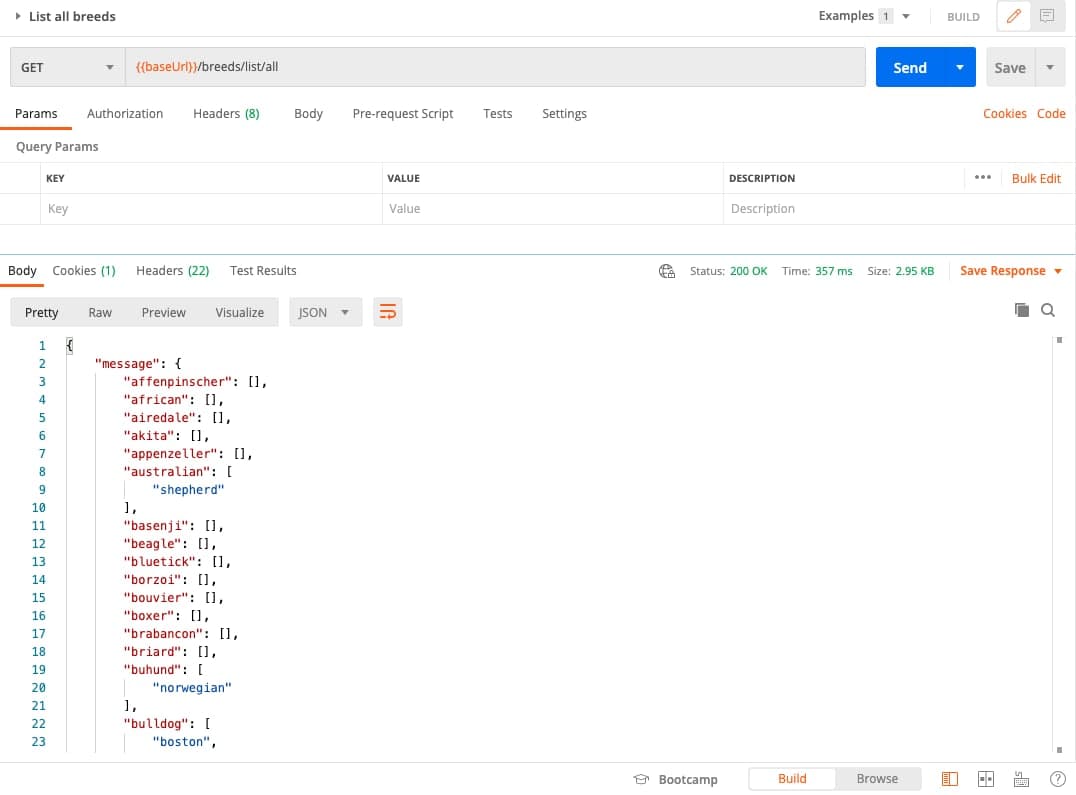 List all breeds Examples 1 BUILD
GET {{baseUrl}}/breeds/list/all Send Save
Params Authorization Headers (8) Body Pre-request Script Tests Settings Cookies Code
Query Params
KEY VALUE DESCRIPTION ••• Bulk Edit
Key Value Description
Body Cookies (1) Headers (22) Test Results Status: 200 OK Time: 357 ms Size: 2.95 KB Save Response
Pretty Raw Preview Visualize JSON
1 {
2 "message": {
3 "affenpinscher": [],
4 "african": [],
5 "airedale": [],
6 "akita": [],
7 "appenzeller": [],
8 "australian": [
9 "shepherd"
10 ],
11 "basenji": [],
12 "beagle": [],
13 "bluetick": [],
14 "borzoi": [],
15 "bouvier": [],
16 "boxer": [],
17 "brabancon": [],
18 "briard": [],
19 "buhund": [
20 "norwegian"
21 ],
22 "bulldog": [
23 "boston",
Bootcamp Build Browse ?